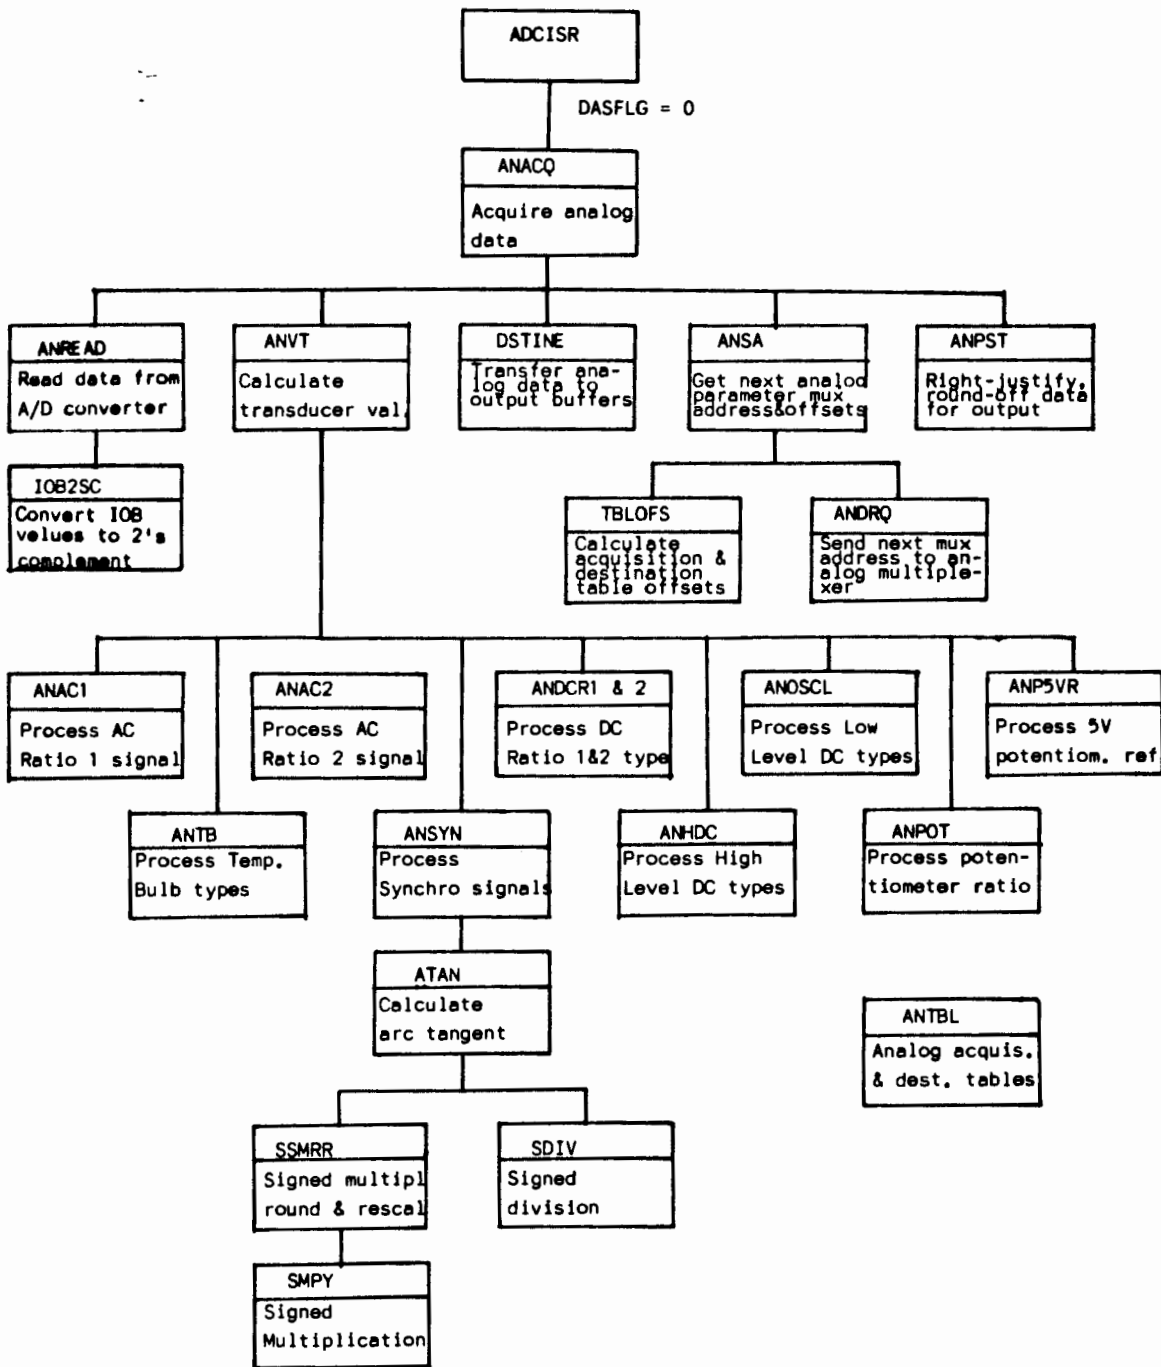 ADCISR
DASFLG = 0
ANACQ
Acquire analog
data
ANREAD
Read data from
A/D converter
ANVT
Calculate
transducer val.
DSTINE
Transfer ana-
log data to
output buffers
ANSA
Get next analog
parameter mux
address&offsets
ANPST
Right-justify,
round-off data
for output
IOB2SC
Convert IOB
values to 2's
complement
TBLOFS
Calculate
acquisition &
destination
table offsets
ANDRQ
Send next mux
address to an-
alog multiple-
xer
ANAC1
Process AC
Ratio 1 signal
ANAC2
Process AC
Ratio 2 signal
ANDCR1 & 2
Process DC
Ratio 1&2 type
ANOSCL
Process Low
Level DC types
ANP5VR
Process 5V
potentiom. ref
ANTB
Process Temp.
Bulb types
ANSYN
Process
Synchro signals
ANHDC
Process High
Level DC types
ANPOT
Process poten-
tiometer ratio
ATAN
Calculate
arc tangent
ANTBL
Analog acquis.
& dest. tables
SSMRR
Signed multipl
round & rescal
SDIV
Signed
division
SMPY
Signed
Multiplication